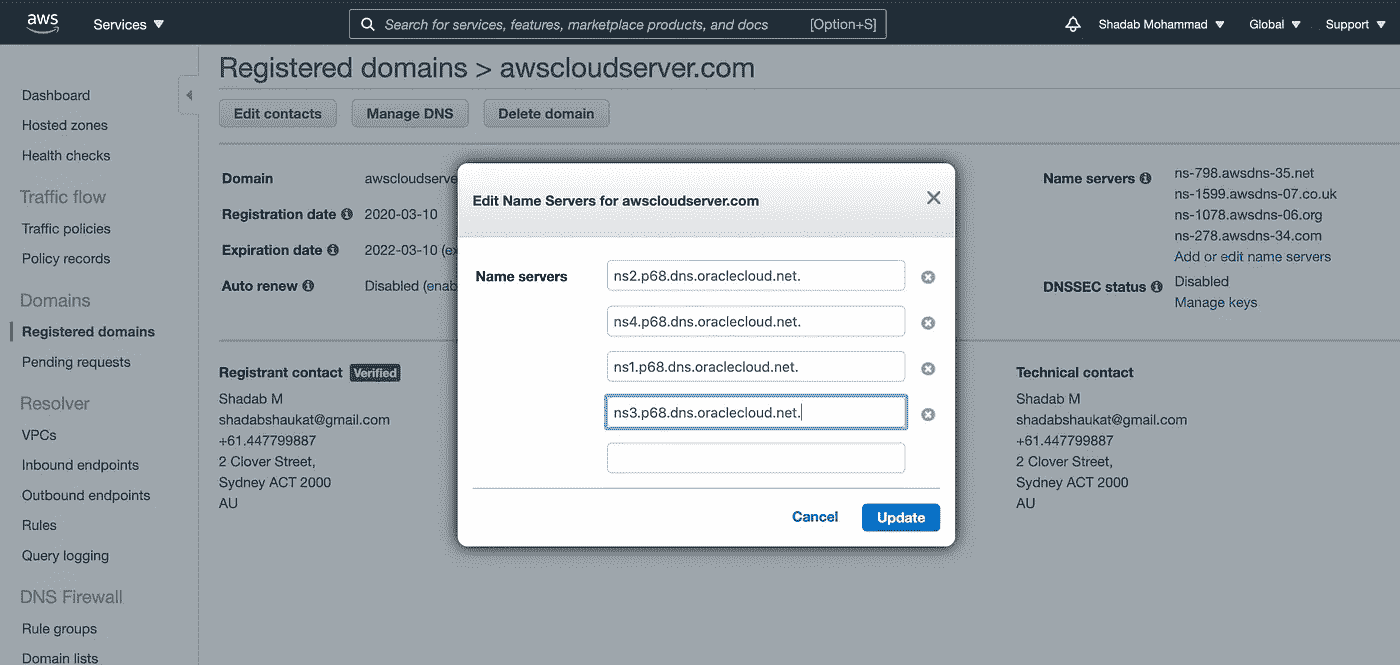 aws
Services
Search for services, features, marketplace products, and docs [Option+S]
Shadab Mohammad
Global
Support
Dashboard
Hosted zones
Health checks
Traffic flow
Traffic policies
Policy records
Domains
Registered domains
Pending requests
Resolver
VPCs
Inbound endpoints
Outbound endpoints
Rules
Query logging
DNS Firewall
Rule groups
Domain lists
Registered domains > awscloudserver.com
Edit contacts
Manage DNS
Delete domain
Domain awscloudserve
Registration date 2020-03-10
Expiration date 2022-03-10 (ex
Auto renew Disabled (enab
Name servers ns-798.awsdns-35.net
ns-1599.awsdns-07.co.uk
ns-1078.awsdns-06.org
ns-278.awsdns-34.com
Add or edit name servers
DNSSEC status Disabled
Manage keys
Edit Name Servers for awscloudserver.com
Name servers ns2.p68.dns.oraclecloud.net.
ns4.p68.dns.oraclecloud.net.
ns1.p68.dns.oraclecloud.net.
ns3.p68.dns.oraclecloud.net.
Cancel
Update
Registrant contact Verified
Shadab M
shadabshaukat@gmail.com
+61.447799887
2 Clover Street,
Sydney ACT 2000
AU
Technical contact
Shadab M
shadabshaukat@gmail.com
+61.447799887
2 Clover Street,
Sydney ACT 2000
AU